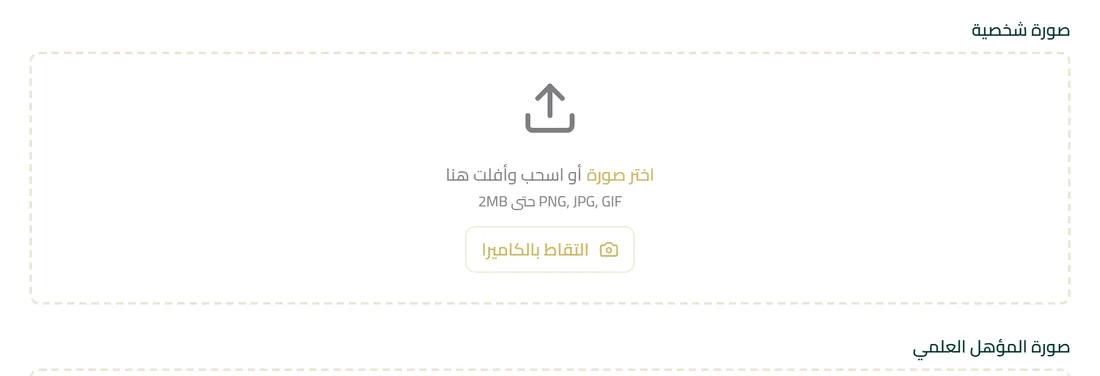 صورة شخصية
اختر صورة أو اسحب وأفلت هنا
PNG, JPG, GIF حتى 2MB
التقاط بالكاميرا
صورة المؤهل العلمي